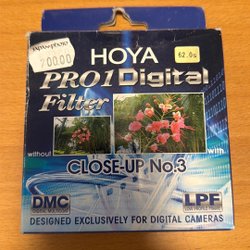 HOYA
700.00
62.0s
PRO1 Digital
Filter
without
with
CLOSE-UP No.3
DMC
LPF
DESIGNED EXCLUSIVELY FOR DIGITAL CAMERAS